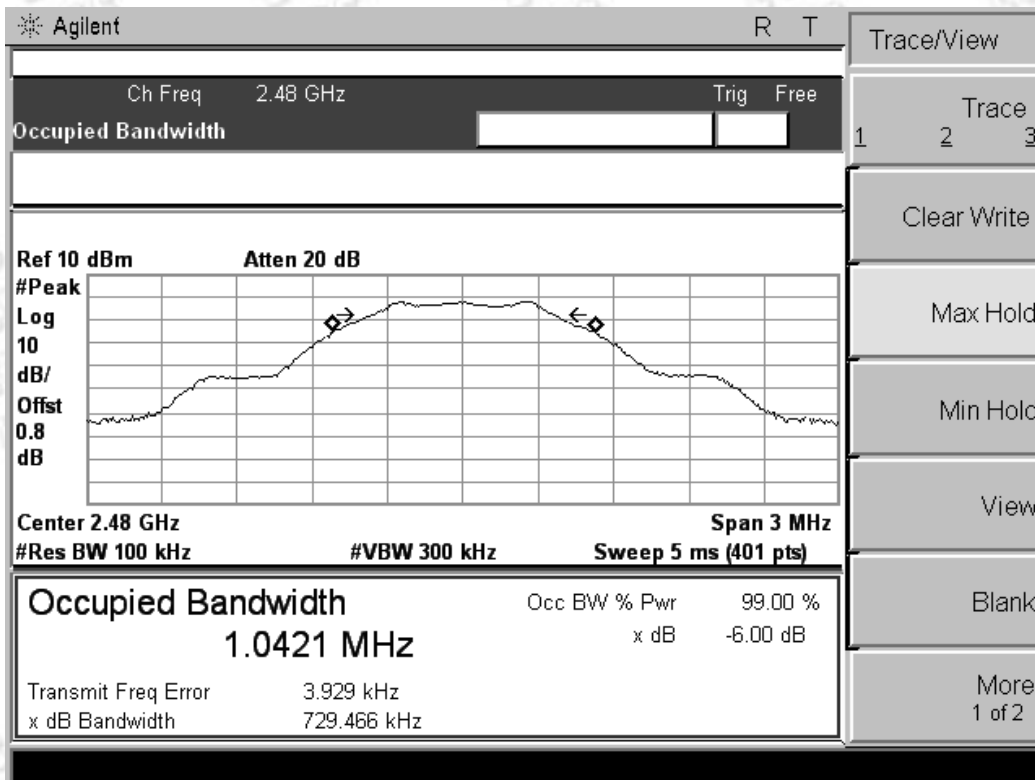 Agilent R T
Ch Freq 2.48 GHz Trig Free
Occupied Bandwidth
Ref 10 dBm Atten 20 dB
#Peak
Log
10
dB/
Offst
0.8
dB
Center 2.48 GHz Span 3 MHz
#Res BW 100 kHz #VBW 300 kHz Sweep 5 ms (401 pts)
Occupied Bandwidth
1.0421 MHz
Occ BW % Pwr 99.00 %
x dB -6.00 dB
Transmit Freq Error 3.929 kHz
x dB Bandwidth 729.466 kHz
Trace/View
Trace
1 2 3
Clear Write
Max Hold
Min Hold
View
Blank
More
1 of 2